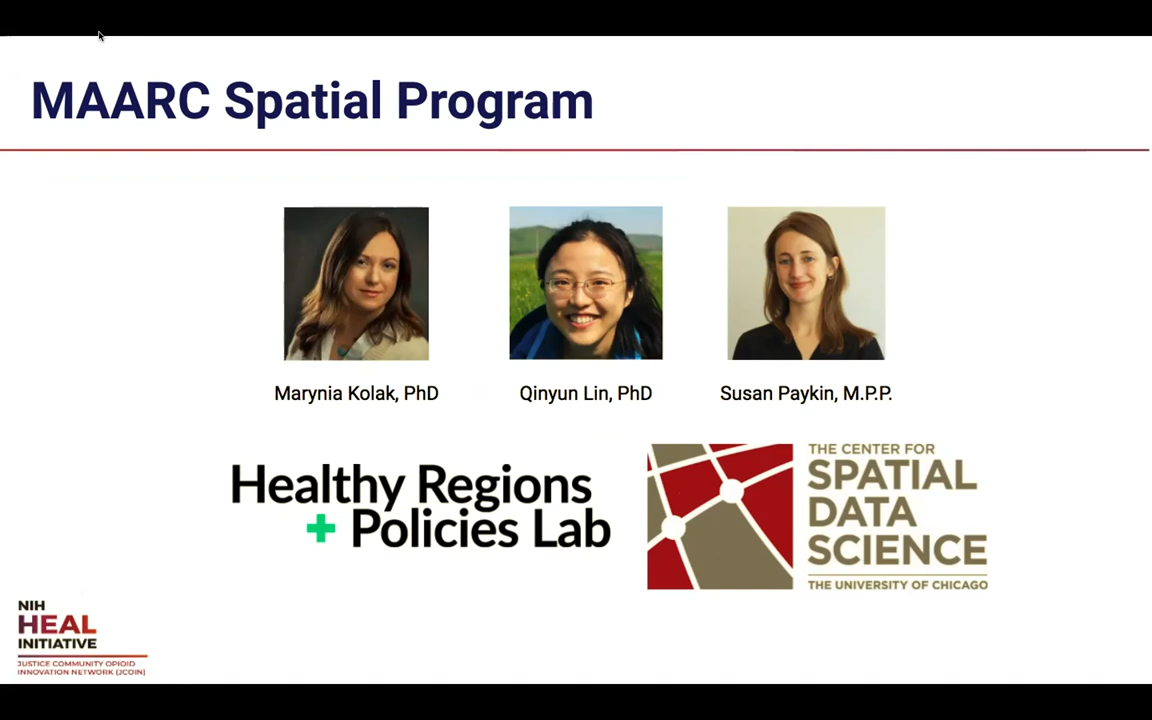 MAARC Spatial Program
Marynia Kolak, PhD
Qinyun Lin, PhD
Susan Paykin, M.P.P.
Healthy Regions
+ Policies Lab
THE CENTER FOR
SPATIAL
DATA
SCIENCE
THE UNIVERSITY OF CHICAGO
NIH
HEAL
INITIATIVE
JUSTICE COMMUNITY OPIOID
INNOVATION NETWORK (JCOIN)